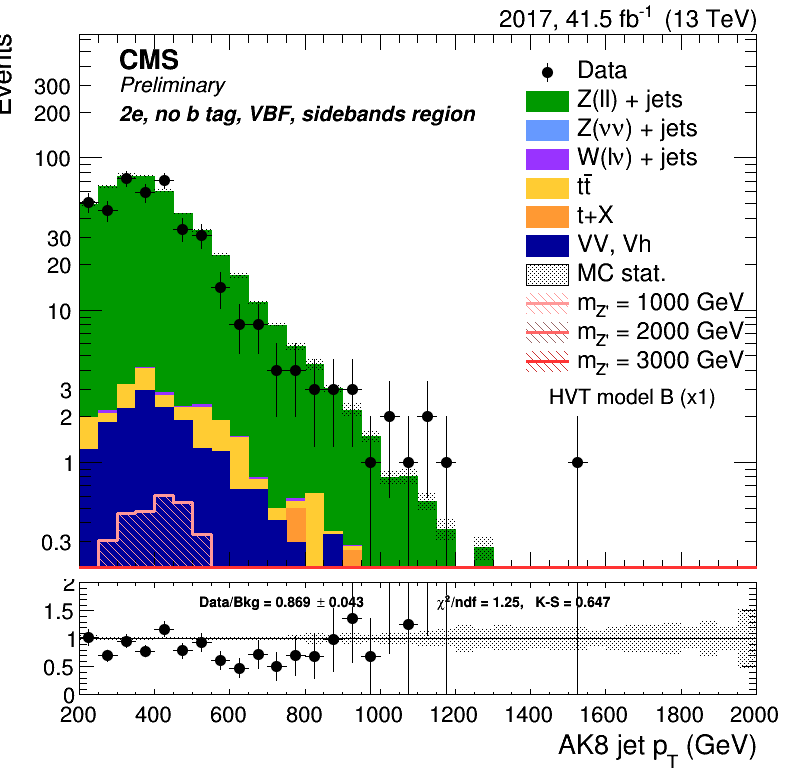 2017, 41.5 fb⁻¹ (13 TeV)
Events
CMS
Preliminary
2e, no b tag, VBF, sidebands region
Data
Z(ll) + jets
Z(νν) + jets
W(lν) + jets
tt̄
t+X
VV, Vh
MC stat.
m_Z' = 1000 GeV
m_Z' = 2000 GeV
m_Z' = 3000 GeV
HVT model B (x1)
300
200
100
30
20
10
3
2
1
0.3
Data/Bkg = 0.869 ± 0.043 χ²/ndf = 1.25, K-S = 0.647
2
1.5
1
0.5
0
200 400 600 800 1000 1200 1400 1600 1800 2000
AK8 jet p_T (GeV)